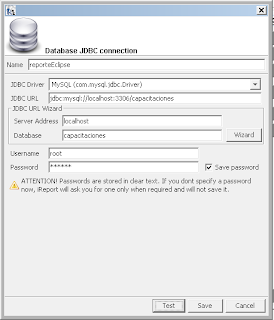 Database JDBC connection
Name reporteEclipse
JDBC Driver MySQL (com.mysql.jdbc.Driver)
JDBC URL jdbc:mysql://localhost:3306/capacitaciones
JDBC URL Wizard
Server Address localhost
Database capacitaciones Wizard
Username root
Password ****** Save password
ATTENTION! Passwords are stored in clear text. If you dont specify a password
now, iReport will ask you for one only when required and will not save it.
Test Save Cancel